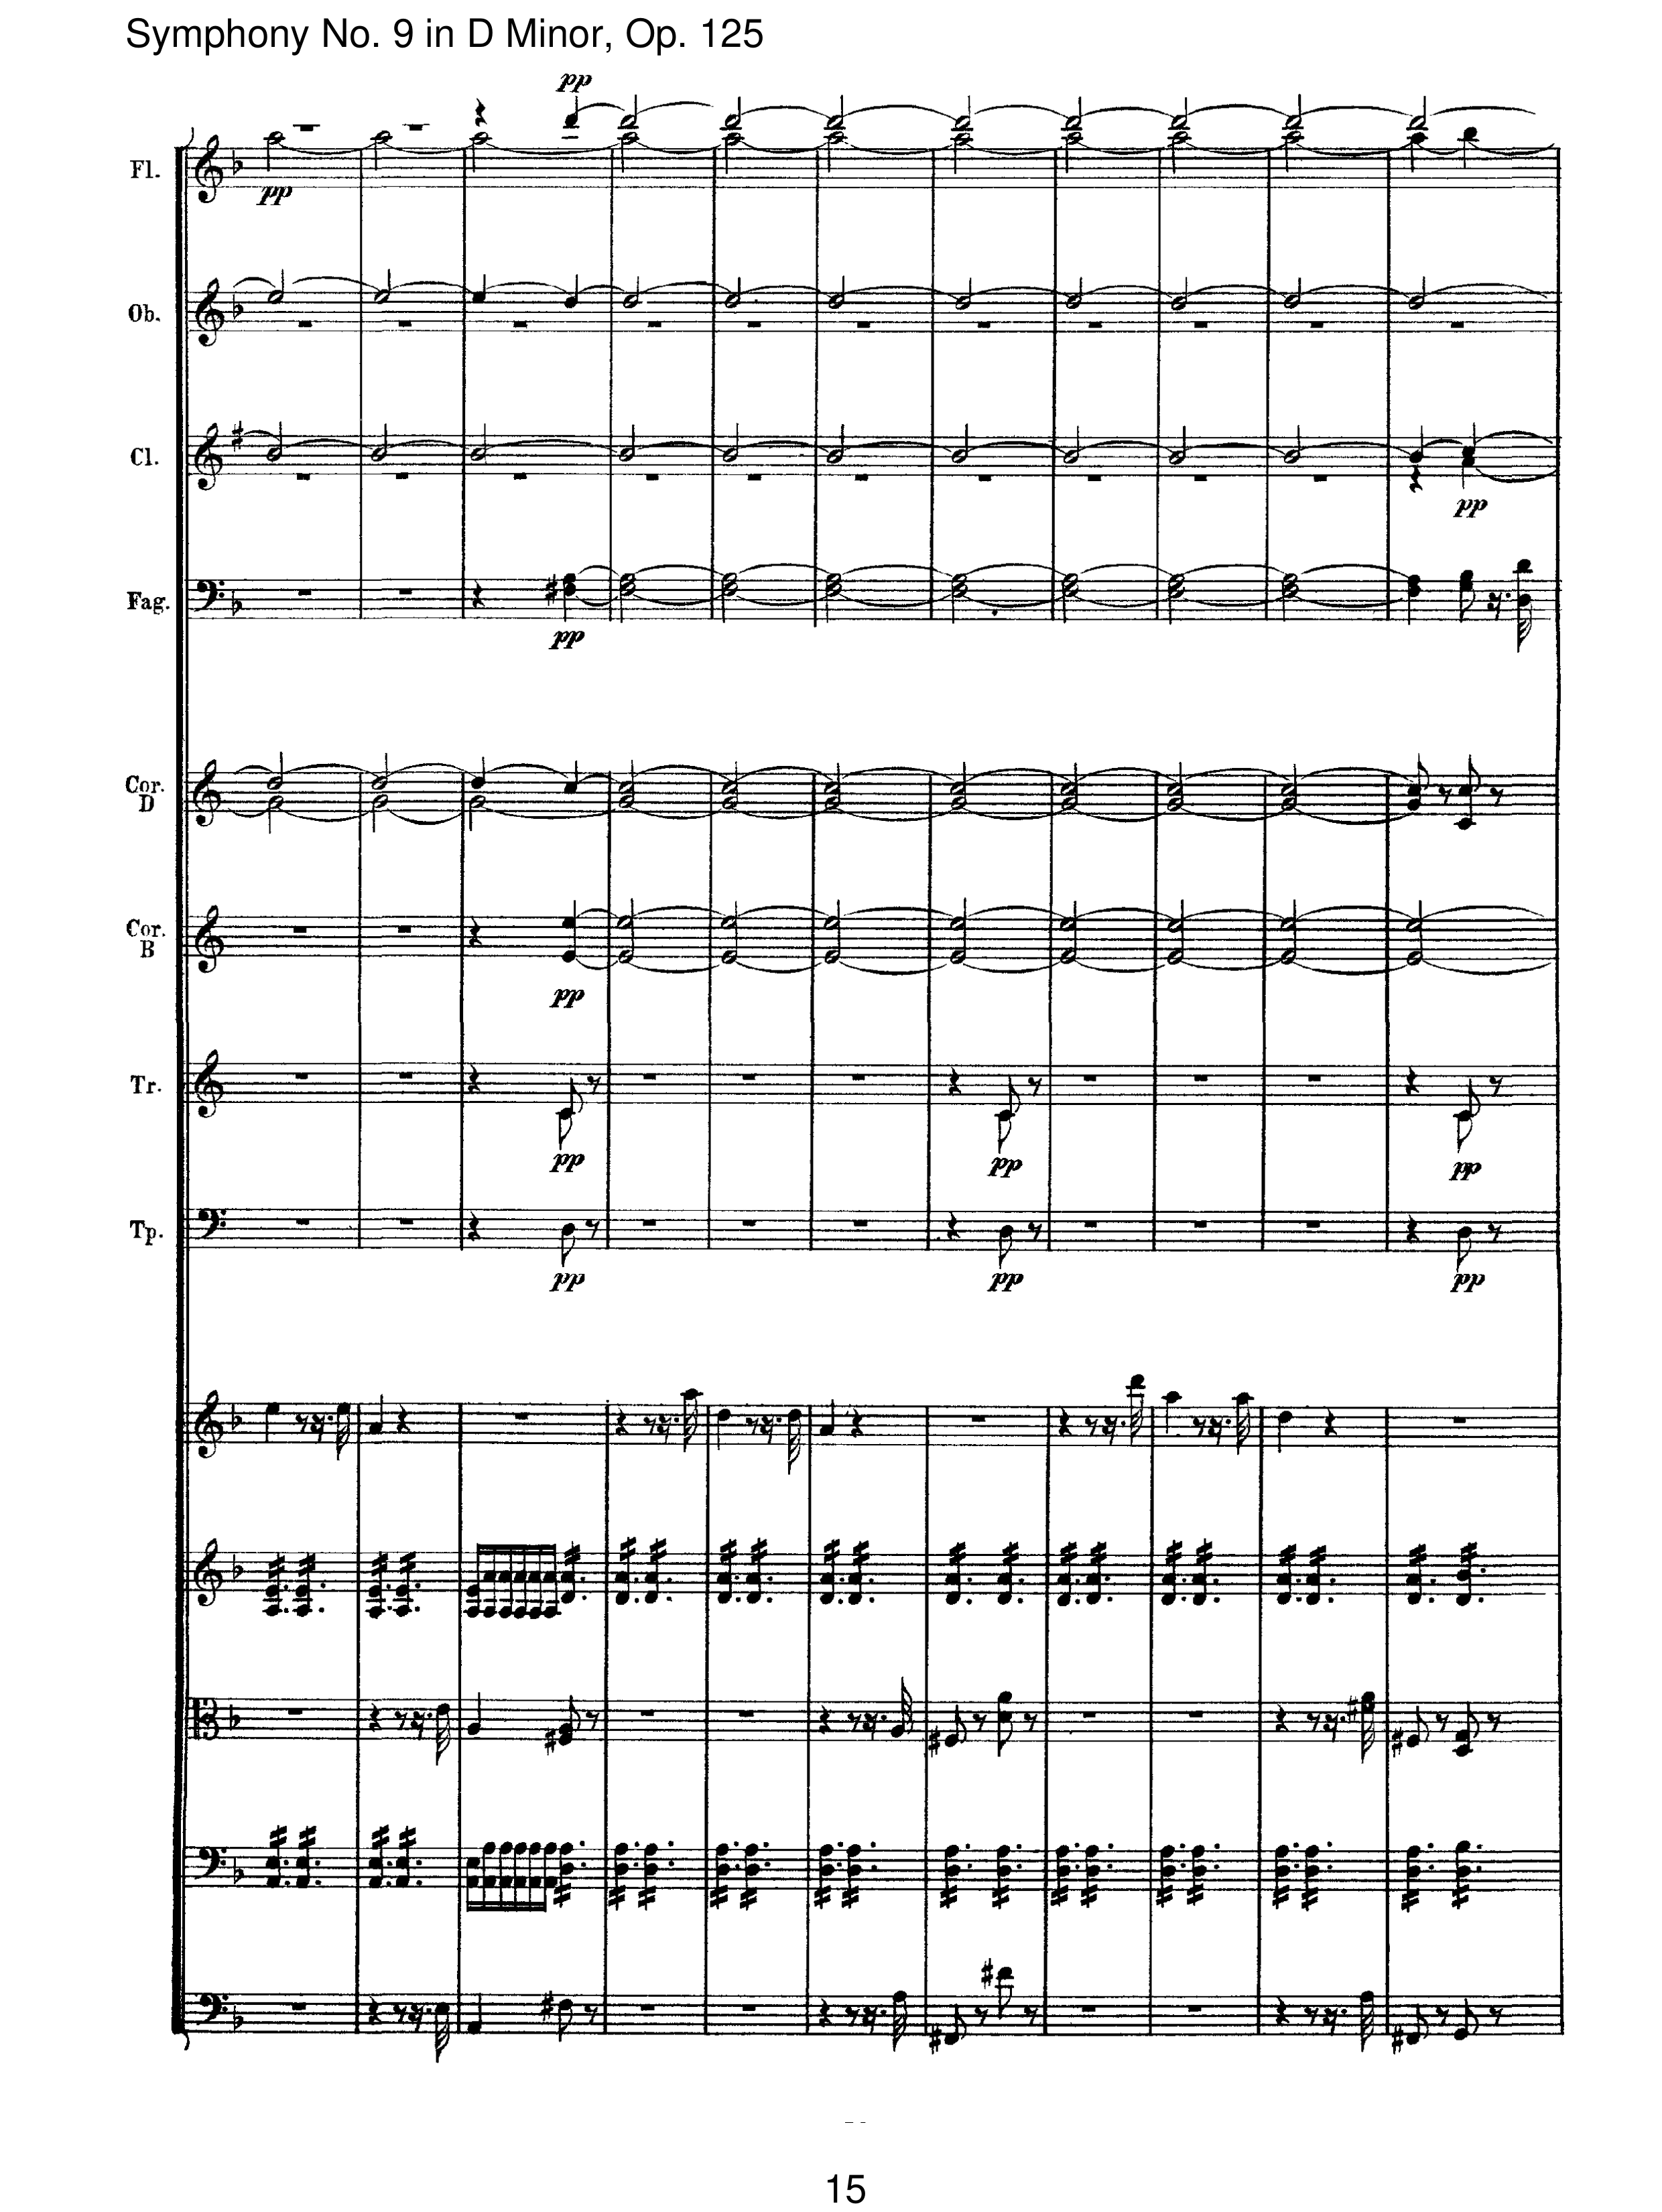 Symphony No. 9 in D Minor, Op. 125
pp
Fl.
pp
Ob.
Cl.
pp
Fag.
pp
Cor.
D
Cor.
B
pp
Tr.
pp pp pp
Tp.
pp pp pp
15